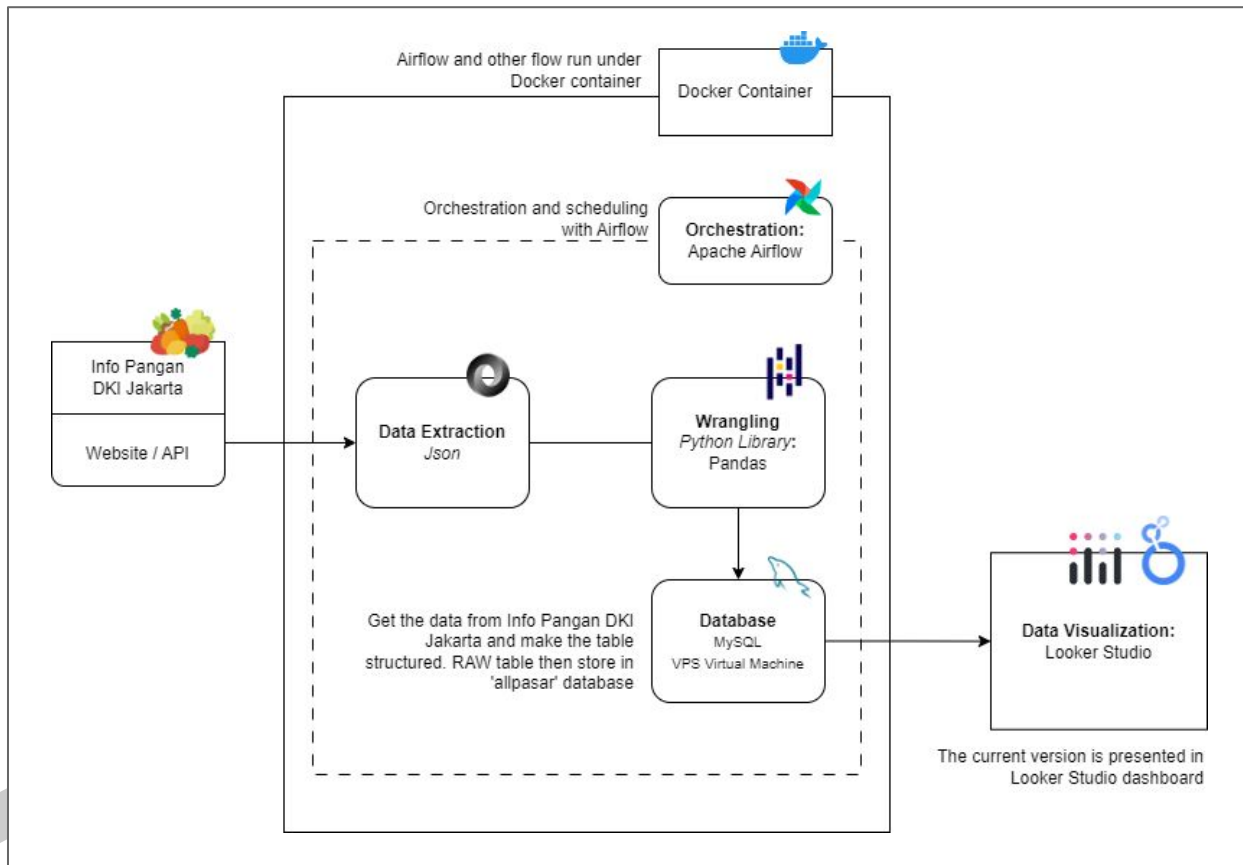 Airflow and other flow run under
Docker container
Docker Container
Orchestration and scheduling
with Airflow
Orchestration:
Apache Airflow
Info Pangan
DKI Jakarta
Website / API
Data Extraction
Json
Wrangling
Python Library:
Pandas
Get the data from Info Pangan DKI
Jakarta and make the table
structured. RAW table then store in
'allpasar' database
Database
MySQL
VPS Virtual Machine
Data Visualization:
Looker Studio
The current version is presented in
Looker Studio dashboard